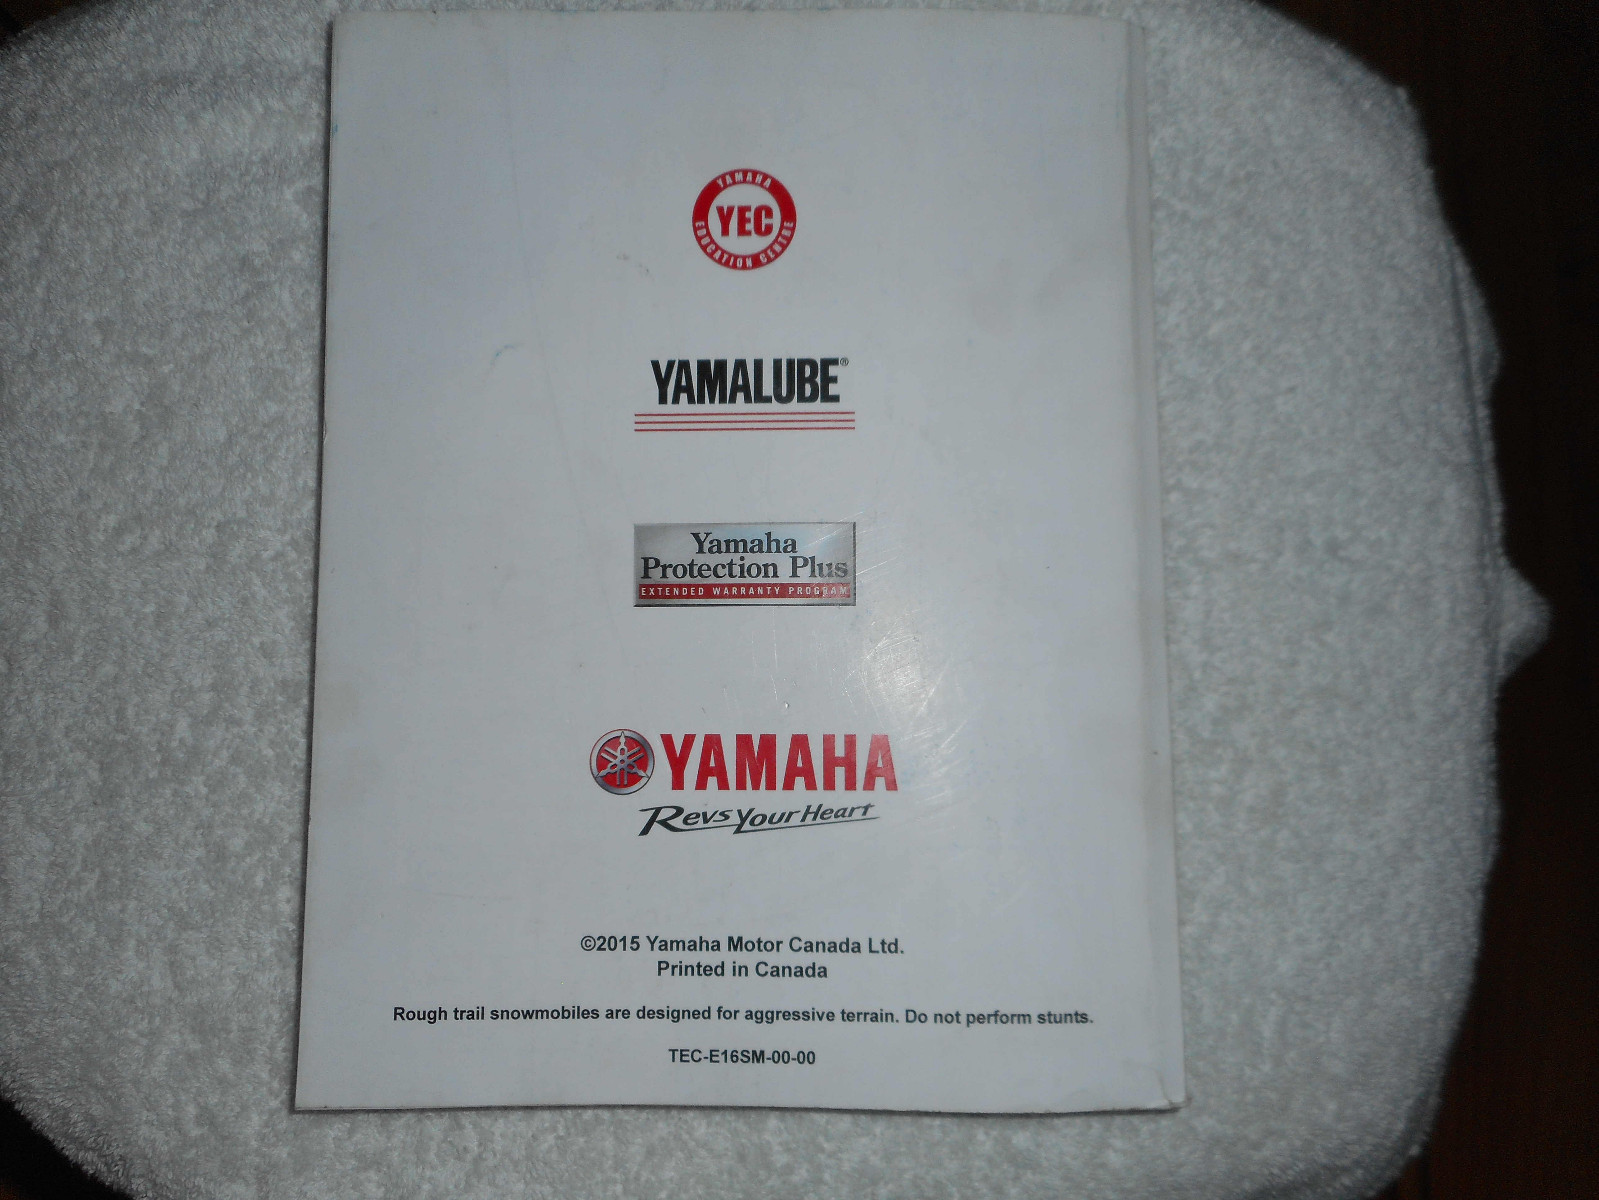 YAMAHA
YEC
EDUCATION CENTRE
YAMALUBE®
Yamaha
Protection Plus
EXTENDED WARRANTY PROGRAM
YAMAHA
Revs Your Heart
©2015 Yamaha Motor Canada Ltd.
Printed in Canada
Rough trail snowmobiles are designed for aggressive terrain. Do not perform stunts.
TEC-E16SM-00-00